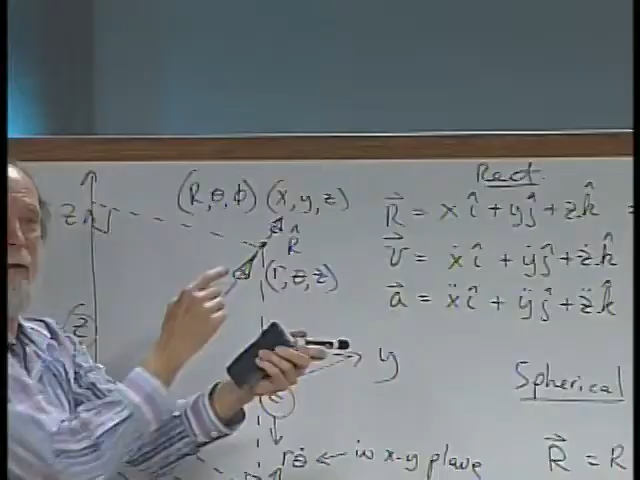 Rect.
(R, θ, ϕ) (x, y, z)
z
R̂
(r, θ, z)
R⃗ = x î + y ĵ + z k̂
v⃗ = ẋ î + ẏ ĵ + ż k̂
a⃗ = ẍ î + ÿ ĵ + z̈ k̂
y
Spherical
rθ̇ ← in x-y plane
R⃗ = R